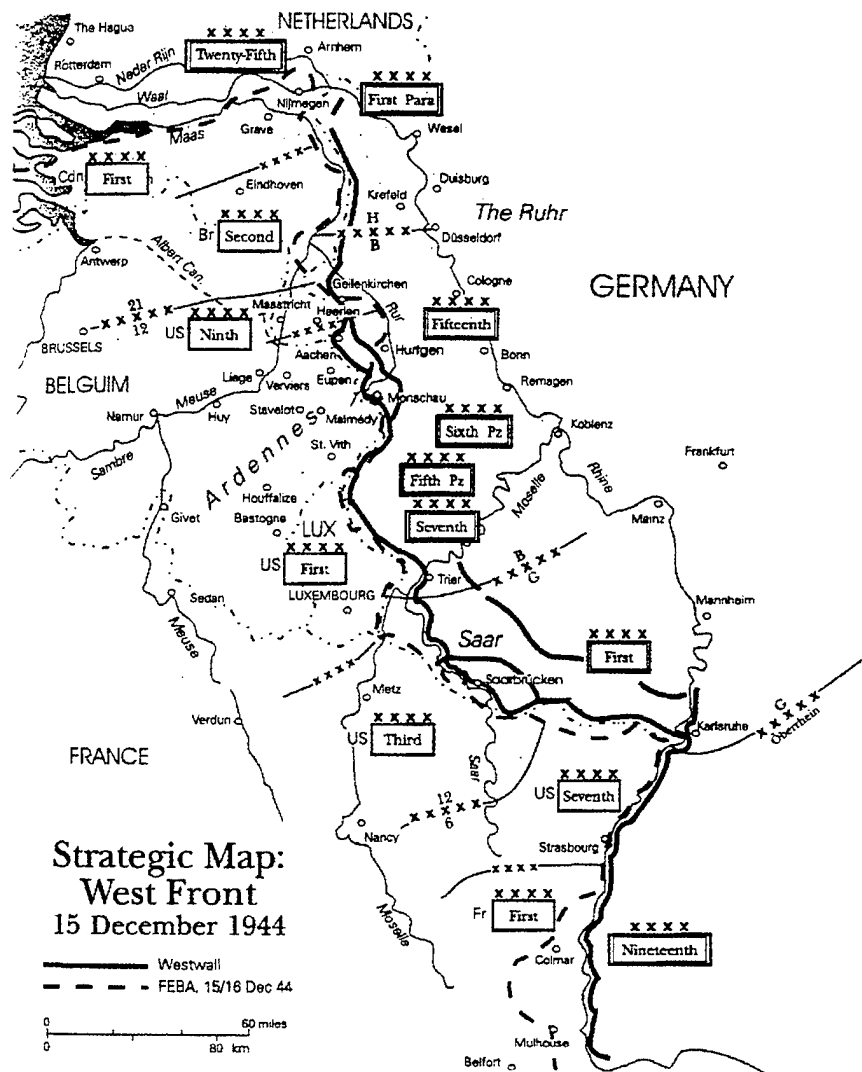 NETHERLANDS
The Hague
x x x x
Twenty-Fifth
Arnhem
Rotterdam
Neder Rijn
Waal
Nijmegen
x x x x
First Para
Maas
Grave
Wesel
x x x x
Cdn First
x x x x
Eindhoven
Krefeld
Duisburg
The Ruhr
x x x x
Br Second
H
x x x x x
B
Düsseldorf
Antwerp
Albert Can.
Geilenkirchen
Cologne
GERMANY
21
x x x x x
12
Maastricht
Heerlen
Rur
x x x x
Fifteenth
x x x x
US Ninth
x x x x
BRUSSELS
Aachen
Hurtgen
Bonn
BELGUIM
Liege
Verviers
Eupen
Remagen
Meuse
Namur
Huy
Stavelot
Malmédy
Monschau
x x x x
Sixth Pz
Koblenz
Sambre
Ardennes
St. Vith
Frankfurt
x x x x
Fifth Pz
Houffalize
Moselle
Rhine
Givet
Bastogne
x x x x
Seventh
Mainz
LUX
x x x x
US First
B
x x x x x
G
Trier
Sedan
LUXEMBOURG
Mannheim
Meuse
Saar
x x x x
First
x x x x
Saarbrücken
Metz
Verdun
x x x x
US Third
G
x x x x x
Oberrhein
Karlsruhe
FRANCE
Saar
x x x x
US Seventh
12
x x x x x
6
Nancy
Strasbourg
x x x x
Strategic Map:
West Front
15 December 1944
x x x x
Fr First
Moselle
x x x x
Nineteenth
Colmar
Westwall
FEBA, 15/16 Dec 44
0 60 miles
0 80 km
Mulhouse
Belfort